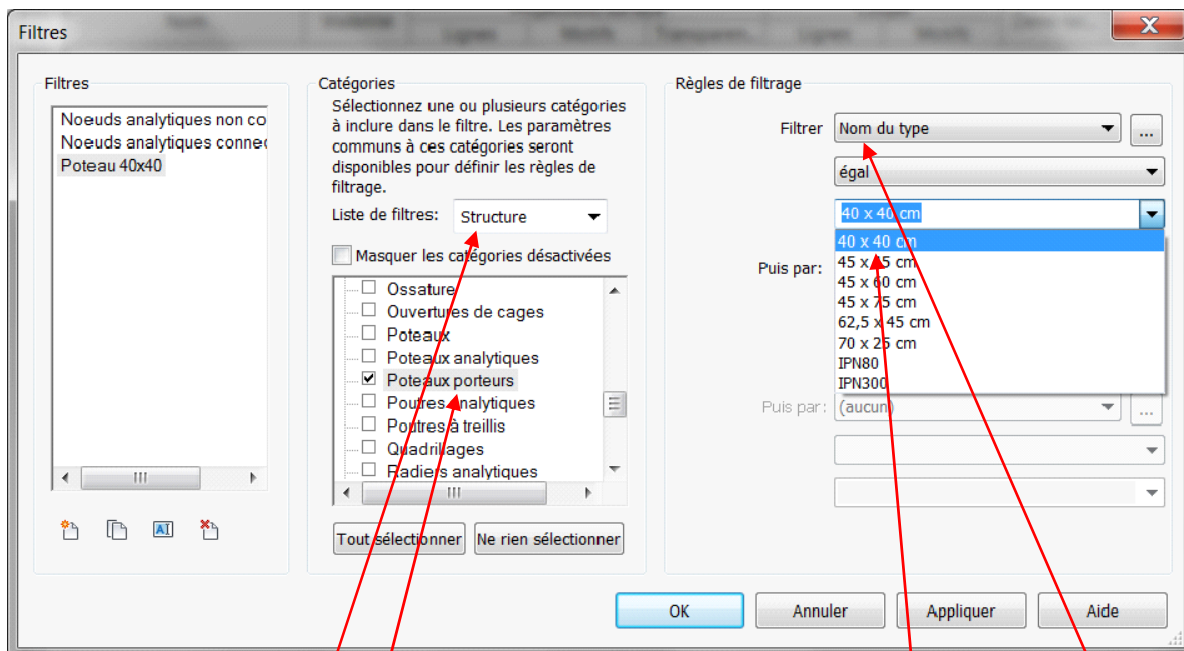 Filtres
Lignes Motifs Transparen... Lignes Motifs
Filtres
Noeuds analytiques non co
Noeuds analytiques connec
Poteau 40x40
Catégories
Sélectionnez une ou plusieurs catégories
à inclure dans le filtre. Les paramètres
communs à ces catégories seront
disponibles pour définir les règles de
filtrage.
Liste de filtres: Structure
Masquer les catégories désactivées
Ossature
Ouvertures de cages
Poteaux
Poteaux analytiques
Poteaux porteurs
Poutres analytiques
Poutres à treillis
Quadrillages
Radiers analytiques
Tout sélectionner Ne rien sélectionner
Règles de filtrage
Filtrer Nom du type ...
égal
40 x 40 cm
40 x 40 cm
45 x 45 cm
Puis par:
45 x 60 cm
45 x 75 cm
62,5 x 45 cm
70 x 25 cm
IPN80
IPN300
Puis par: (aucun) ...
OK Annuler Appliquer Aide